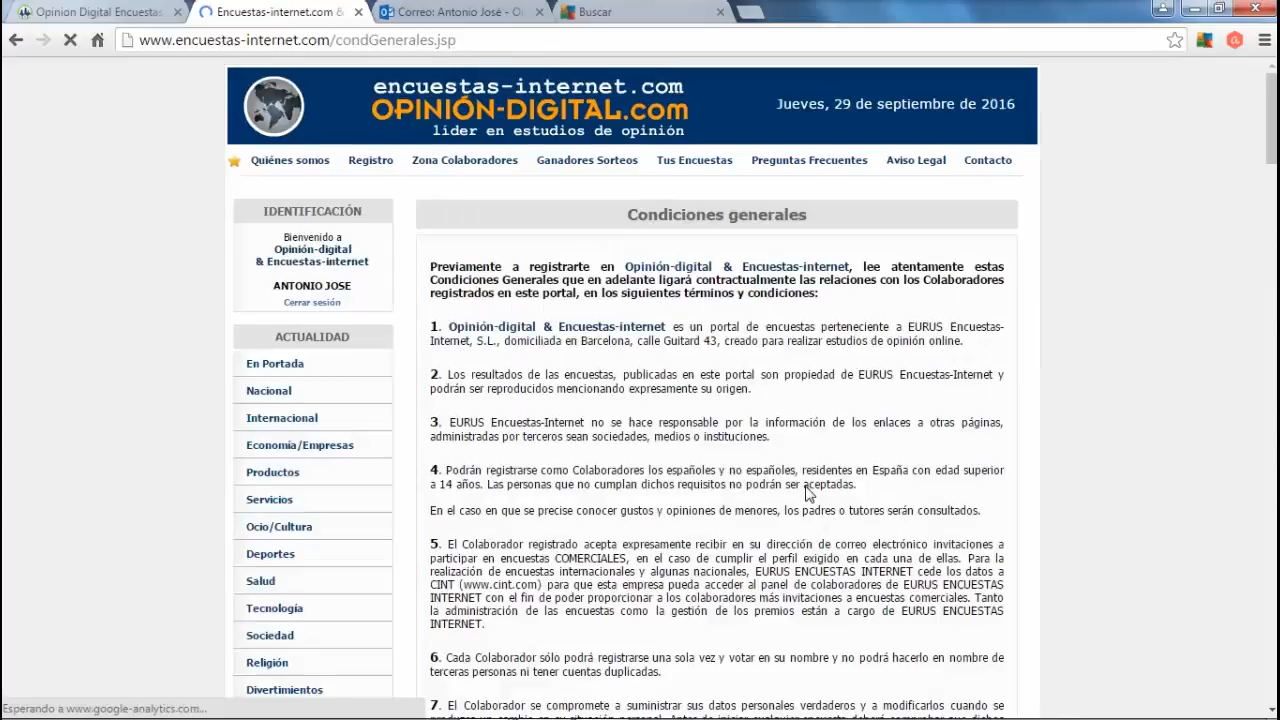 Opinion Digital Encuestas
Encuestas-internet.com &
Correo: Antonio José - O
Buscar
www.encuestas-internet.com/condGenerales.jsp
encuestas-internet.com
OPINIÓN-DIGITAL.com
líder en estudios de opinión
Jueves, 29 de septiembre de 2016
Quiénes somos Registro Zona Colaboradores Ganadores Sorteos Tus Encuestas Preguntas Frecuentes Aviso Legal Contacto
IDENTIFICACIÓN
Bienvenido a
Opinión-digital
& Encuestas-internet
ANTONIO JOSE
Cerrar sesión
ACTUALIDAD
En Portada
Nacional
Internacional
Economía/Empresas
Productos
Servicios
Ocio/Cultura
Deportes
Salud
Tecnología
Sociedad
Religión
Divertimientos
Condiciones generales
Previamente a registrarte en Opinión-digital & Encuestas-internet, lee atentamente estas
Condiciones Generales que en adelante ligará contractualmente las relaciones con los Colaboradores
registrados en este portal, en los siguientes términos y condiciones:
1. Opinión-digital & Encuestas-internet es un portal de encuestas perteneciente a EURUS Encuestas-
Internet, S.L., domiciliada en Barcelona, calle Guitard 43, creado para realizar estudios de opinión online.
2. Los resultados de las encuestas, publicadas en este portal son propiedad de EURUS Encuestas-Internet y
podrán ser reproducidos mencionando expresamente su origen.
3. EURUS Encuestas-Internet no se hace responsable por la información de los enlaces a otras páginas,
administradas por terceros sean sociedades, medios o instituciones.
4. Podrán registrarse como Colaboradores los españoles y no españoles, residentes en España con edad superior
a 14 años. Las personas que no cumplan dichos requisitos no podrán ser aceptadas.
En el caso en que se precise conocer gustos y opiniones de menores, los padres o tutores serán consultados.
5. El Colaborador registrado acepta expresamente recibir en su dirección de correo electrónico invitaciones a
participar en encuestas COMERCIALES, en el caso de cumplir el perfil exigido en cada una de ellas. Para la
realización de encuestas internacionales y algunas nacionales, EURUS ENCUESTAS INTERNET cede los datos a
CINT (www.cint.com) para que esta empresa pueda acceder al panel de colaboradores de EURUS ENCUESTAS
INTERNET con el fin de poder proporcionar a los colaboradores más invitaciones a encuestas comerciales. Tanto
la administración de las encuestas como la gestión de los premios están a cargo de EURUS ENCUESTAS
INTERNET.
6. Cada Colaborador sólo podrá registrarse una sola vez y votar en su nombre y no podrá hacerlo en nombre de
terceras personas ni tener cuentas duplicadas.
7. El Colaborador se compromete a suministrar sus datos personales verdaderos y a modificarlos cuando se
Esperando a www.google-analytics.com...